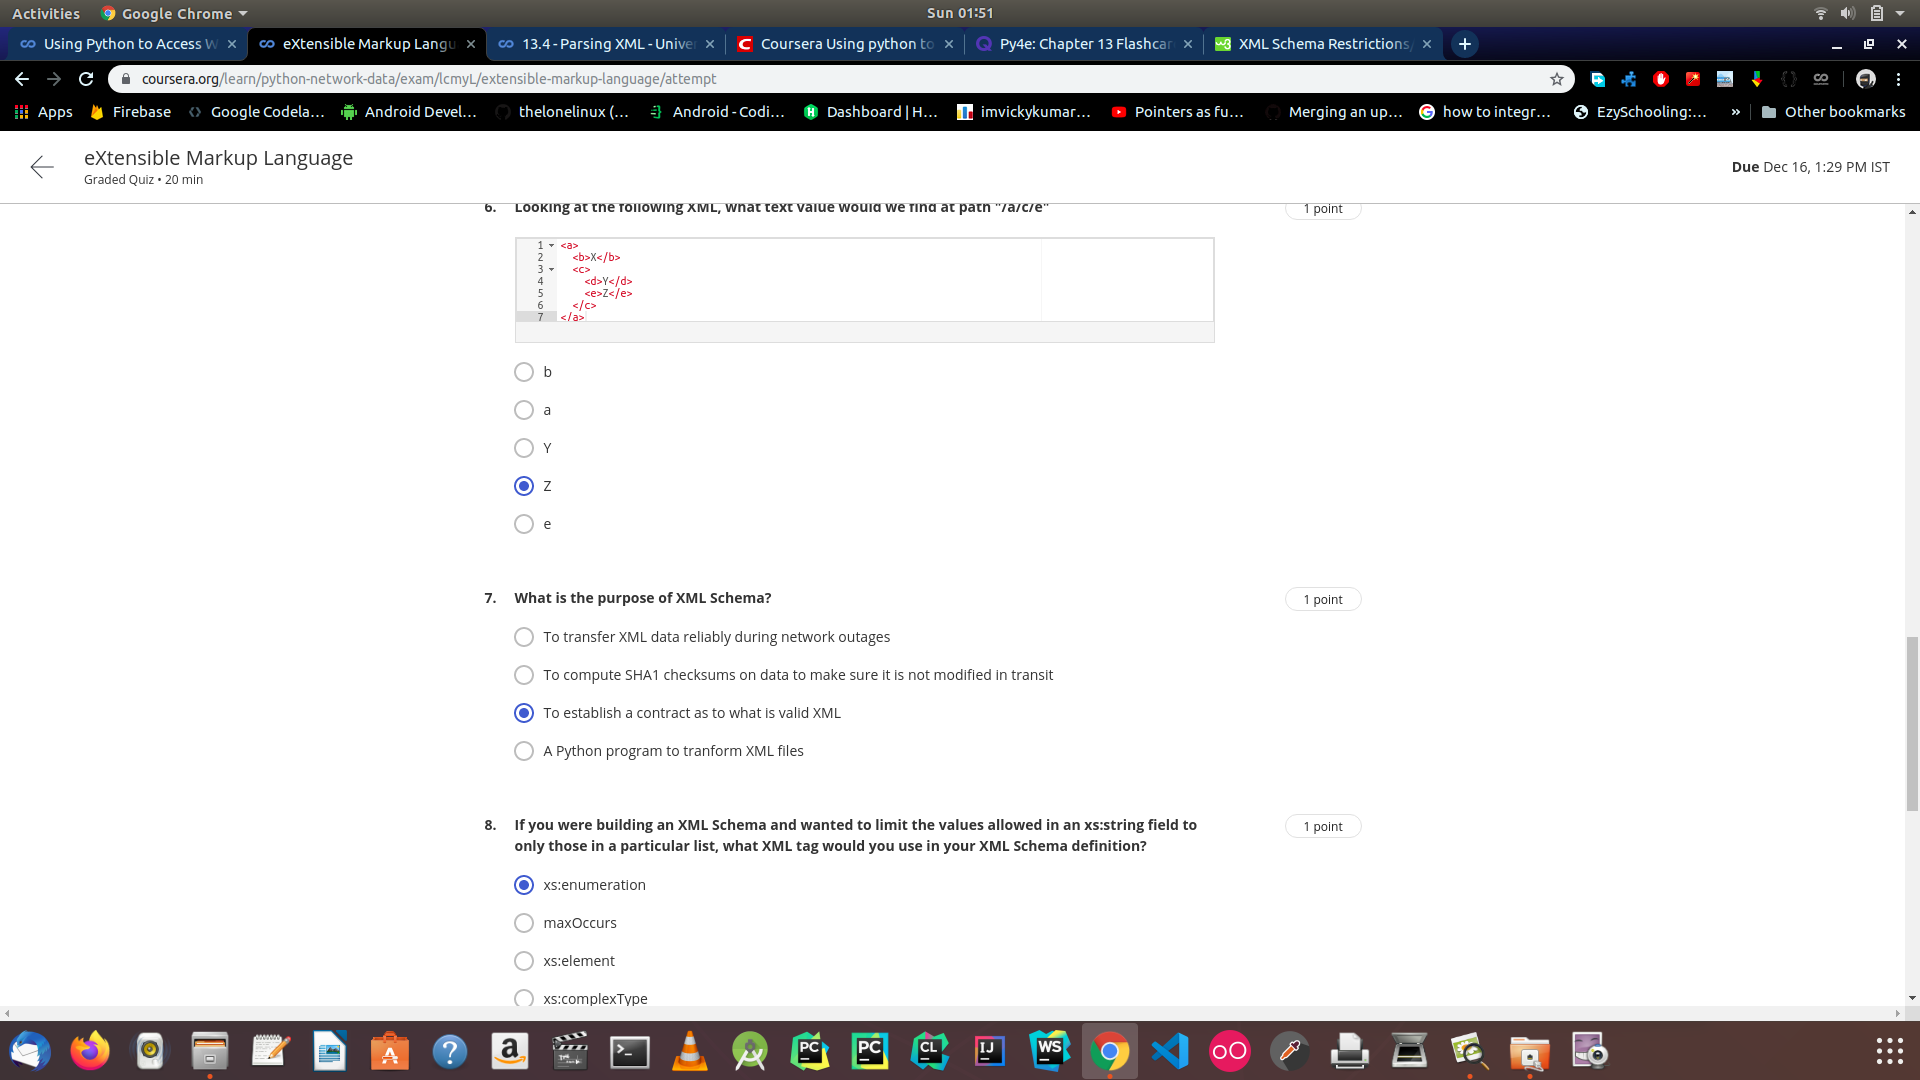 Activities
Google Chrome
Sun 01:51
Using Python to Access W
eXtensible Markup Langu
13.4 - Parsing XML - Unive
Coursera Using python to
Py4e: Chapter 13 Flashcar
XML Schema Restrictions
coursera.org/learn/python-network-data/exam/lcmyL/extensible-markup-language/attempt
Apps
Firebase
Google Codela...
Android Devel...
thelonelinux (...
Android - Codi...
Dashboard | H...
imvickykumar...
Pointers as fu...
Merging an up...
how to integr...
EzySchooling:...
»
Other bookmarks
eXtensible Markup Language
Graded Quiz • 20 min
Due Dec 16, 1:29 PM IST
6. Looking at the following XML, what text value would we find at path "/a/c/e"
1 point
1 <a>
2 <b>X</b>
3 <c>
4 <d>Y</d>
5 <e>Z</e>
6 </c>
7 </a>
b
a
Y
Z
e
7. What is the purpose of XML Schema?
1 point
To transfer XML data reliably during network outages
To compute SHA1 checksums on data to make sure it is not modified in transit
To establish a contract as to what is valid XML
A Python program to tranform XML files
8. If you were building an XML Schema and wanted to limit the values allowed in an xs:string field to
only those in a particular list, what XML tag would you use in your XML Schema definition?
1 point
xs:enumeration
maxOccurs
xs:element
xs:complexType